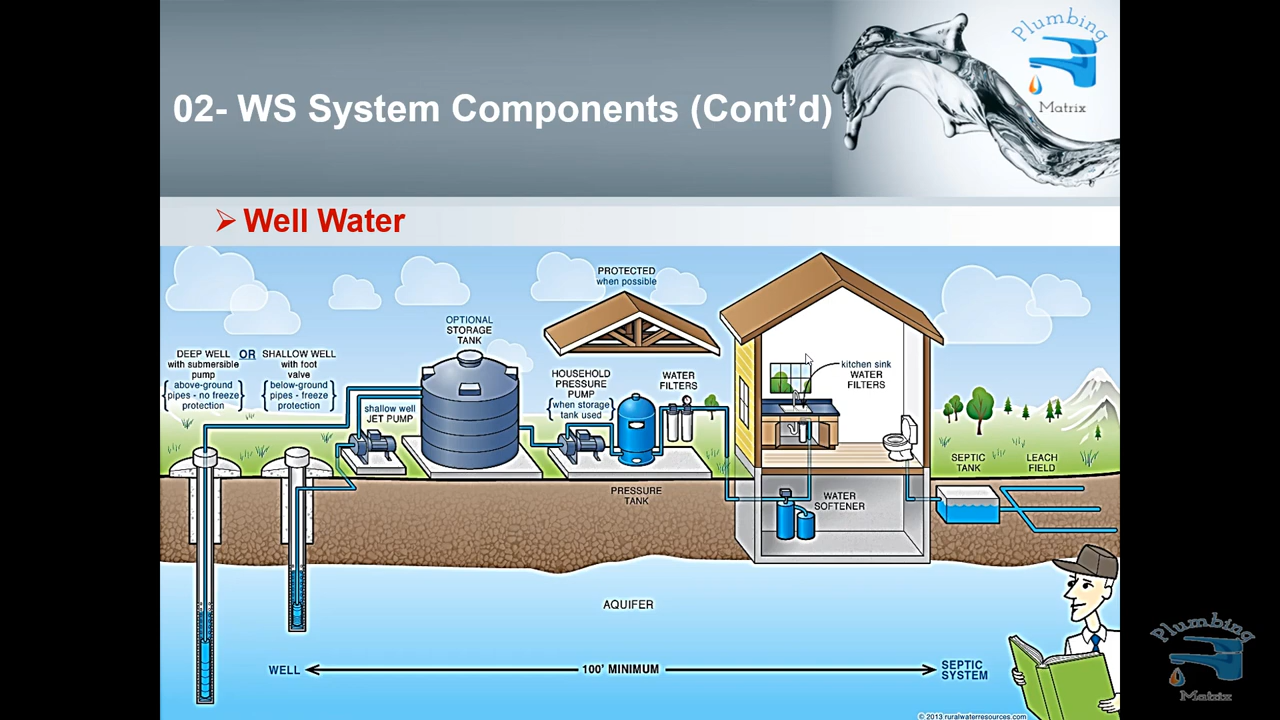 Plumbing
Matrix
02- WS System Components (Cont’d)
Well Water
PROTECTED
when possible
OPTIONAL
STORAGE
TANK
DEEP WELL
with submersible
pump
above-ground
pipes - no freeze
protection
OR
SHALLOW WELL
with foot
valve
below-ground
pipes - freeze
protection
shallow well
JET PUMP
HOUSEHOLD
PRESSURE
PUMP
when storage
tank used
WATER
FILTERS
kitchen sink
WATER
FILTERS
SEPTIC
TANK
LEACH
FIELD
PRESSURE
TANK
WATER
SOFTENER
AQUIFER
WELL
100' MINIMUM
SEPTIC
SYSTEM
© 2013 ruralwaterresources.com
Plumbing
Matrix